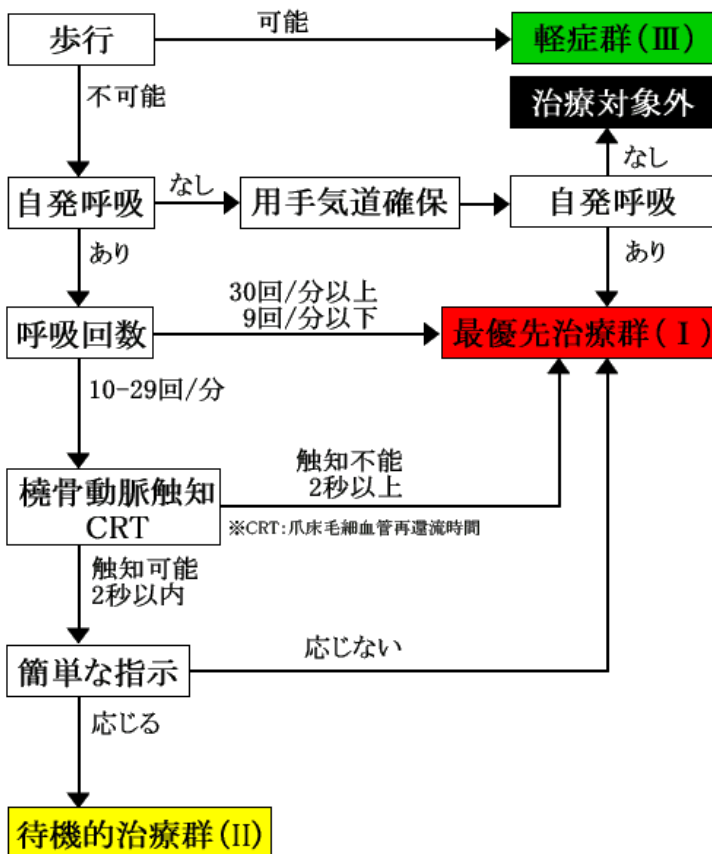 歩行
可能
軽症群(Ⅲ)
不可能
治療対象外
なし
自発呼吸
なし
用手気道確保
自発呼吸
あり
あり
呼吸回数
30回/分以上
9回/分以下
最優先治療群(Ⅰ)
10-29回/分
橈骨動脈触知
CRT
触知不能
2秒以上
※CRT:爪床毛細血管再還流時間
触知可能
2秒以内
簡単な指示
応じない
応じる
待機的治療群(II)